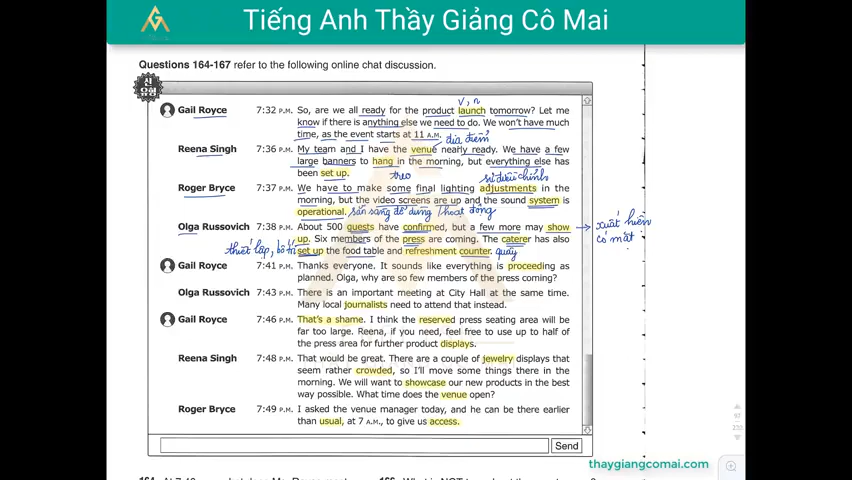 Tiếng Anh Thầy Giảng Cô Mai
Questions 164-167 refer to the following online chat discussion.
v, n
Gail Royce 7:32 P.M. So, are we all ready for the product launch tomorrow? Let me
know if there is anything else we need to do. We won't have much
time, as the event starts at 11 A.M.
địa điểm
Reena Singh 7:36 P.M. My team and I have the venue nearly ready. We have a few
large banners to hang in the morning, but everything else has
been set up.
treo
sự điều chỉnh
Roger Bryce 7:37 P.M. We have to make some final lighting adjustments in the
morning, but the video screens are up and the sound system is
operational. sẵn sàng để dùng hoạt động
Olga Russovich 7:38 P.M. About 500 guests have confirmed, but a few more may show
up. Six members of the press are coming. The caterer has also
set up the food table and refreshment counter. quầy
xuất hiện
có mặt
thiết lập, bố trí
Gail Royce 7:41 P.M. Thanks everyone. It sounds like everything is proceeding as
planned. Olga, why are so few members of the press coming?
Olga Russovich 7:43 P.M. There is an important meeting at City Hall at the same time.
Many local journalists need to attend that instead.
Gail Royce 7:46 P.M. That's a shame. I think the reserved press seating area will be
far too large. Reena, if you need, feel free to use up to half of
the press area for further product displays.
Reena Singh 7:48 P.M. That would be great. There are a couple of jewelry displays that
seem rather crowded, so I'll move some things there in the
morning. We will want to showcase our new products in the best
way possible. What time does the venue open?
Roger Bryce 7:49 P.M. I asked the venue manager today, and he can be there earlier
than usual, at 7 A.M., to give us access.
Send
thaygiangcomai.com